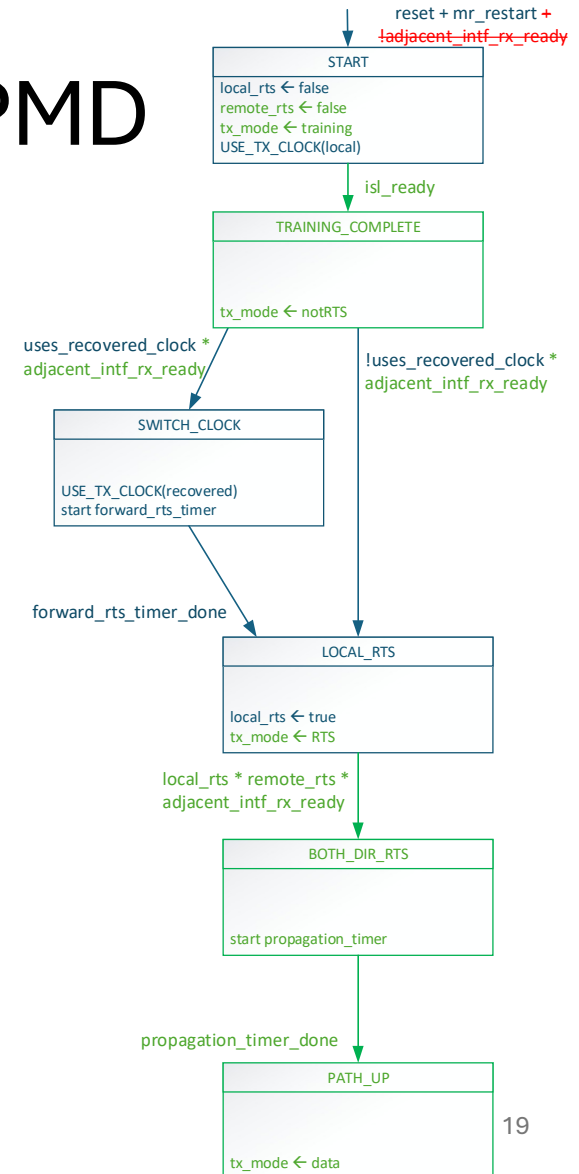 reset + mr_restart +
!adjacent_intf_rx_ready
PMD
START
local_rts ← false
remote_rts ← false
tx_mode ← training
USE_TX_CLOCK(local)
isl_ready
TRAINING_COMPLETE
tx_mode ← notRTS
uses_recovered_clock *
adjacent_intf_rx_ready
!uses_recovered_clock *
adjacent_intf_rx_ready
SWITCH_CLOCK
USE_TX_CLOCK(recovered)
start forward_rts_timer
forward_rts_timer_done
LOCAL_RTS
local_rts ← true
tx_mode ← RTS
local_rts * remote_rts *
adjacent_intf_rx_ready
BOTH_DIR_RTS
start propagation_timer
propagation_timer_done
PATH_UP
19
tx_mode ← data